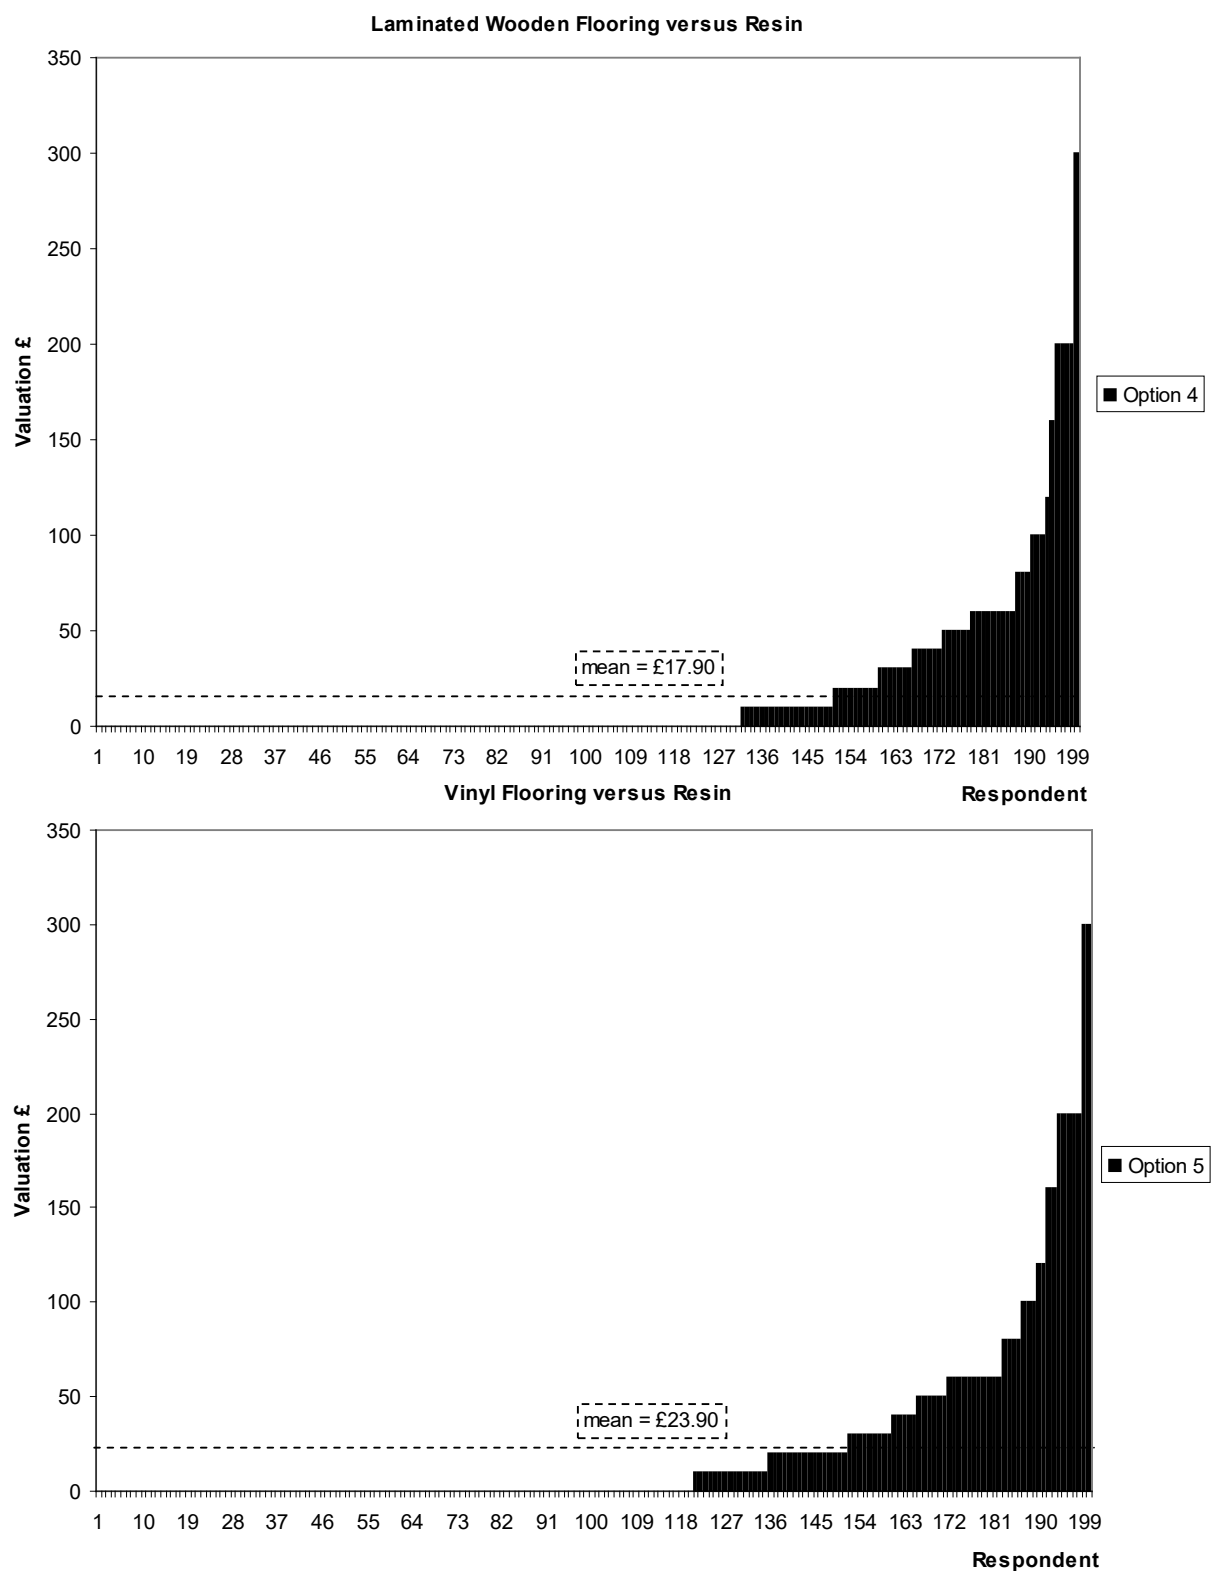 Laminated Wooden Flooring versus Resin
350
300
250
200
150
100
50
0
Valuation £
mean = £17.90
Option 4
1 10 19 28 37 46 55 64 73 82 91 100 109 118 127 136 145 154 163 172 181 190 199
Respondent
Vinyl Flooring versus Resin
350
300
250
200
150
100
50
0
Valuation £
mean = £23.90
Option 5
1 10 19 28 37 46 55 64 73 82 91 100 109 118 127 136 145 154 163 172 181 190 199
Respondent